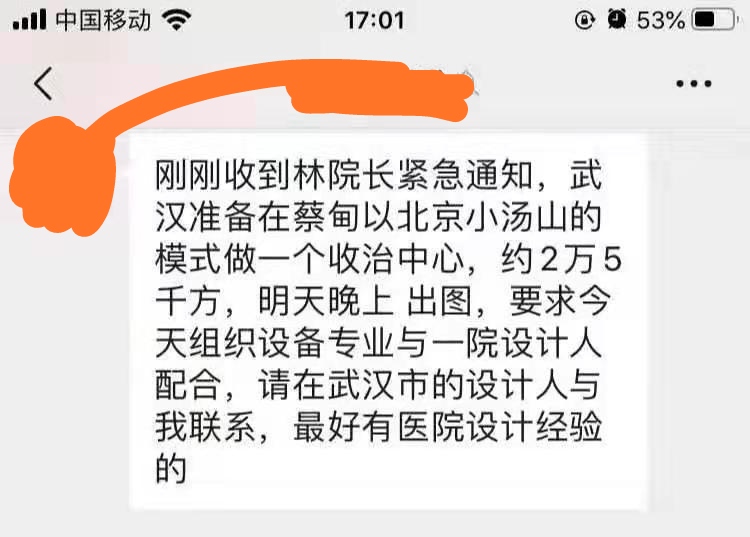 中国移动 17:01 53%
刚刚收到林院长紧急通知，武
汉准备在蔡甸以北京小汤山的
模式做一个收治中心，约2万5
千方，明天晚上 出图，要求今
天组织设备专业与一院设计人
配合，请在武汉市的设计人与
我联系，最好有医院设计经验
的